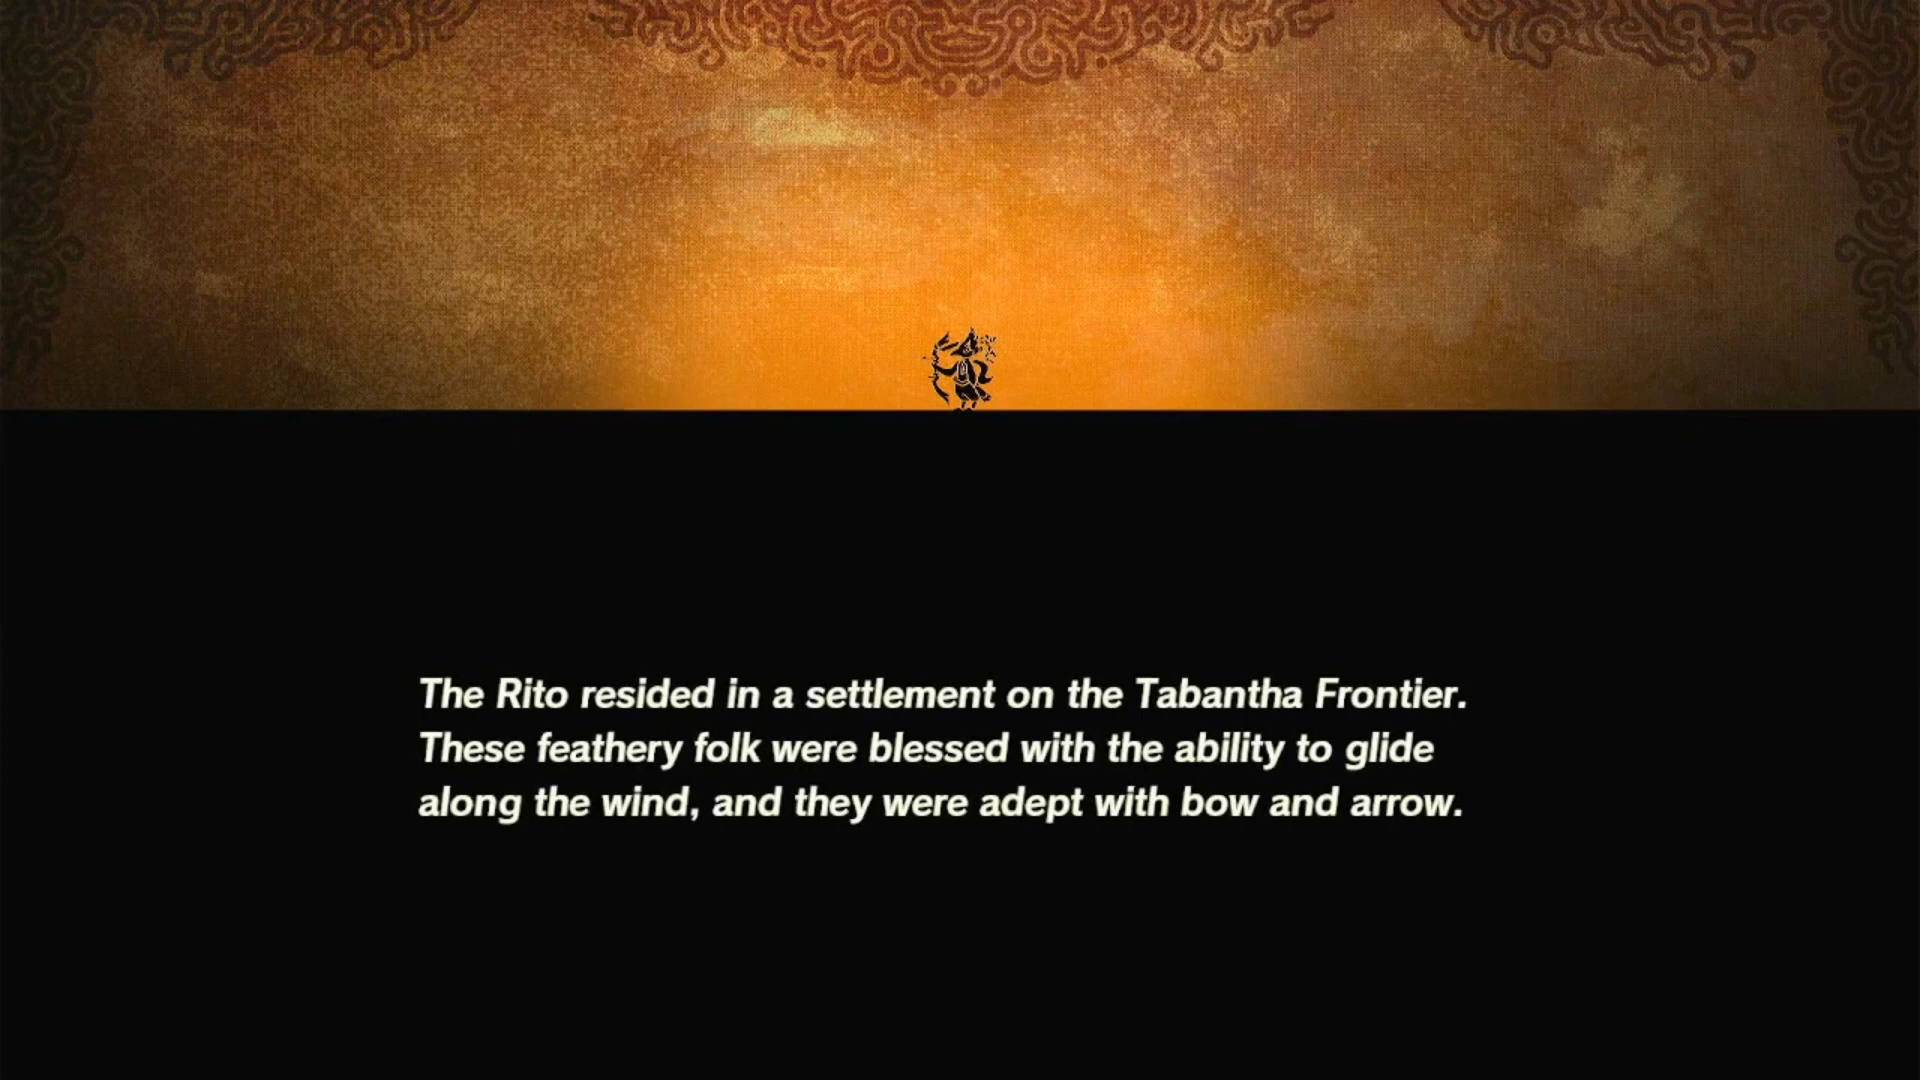 The Rito resided in a settlement on the Tabantha Frontier.
These feathery folk were blessed with the ability to glide
along the wind, and they were adept with bow and arrow.